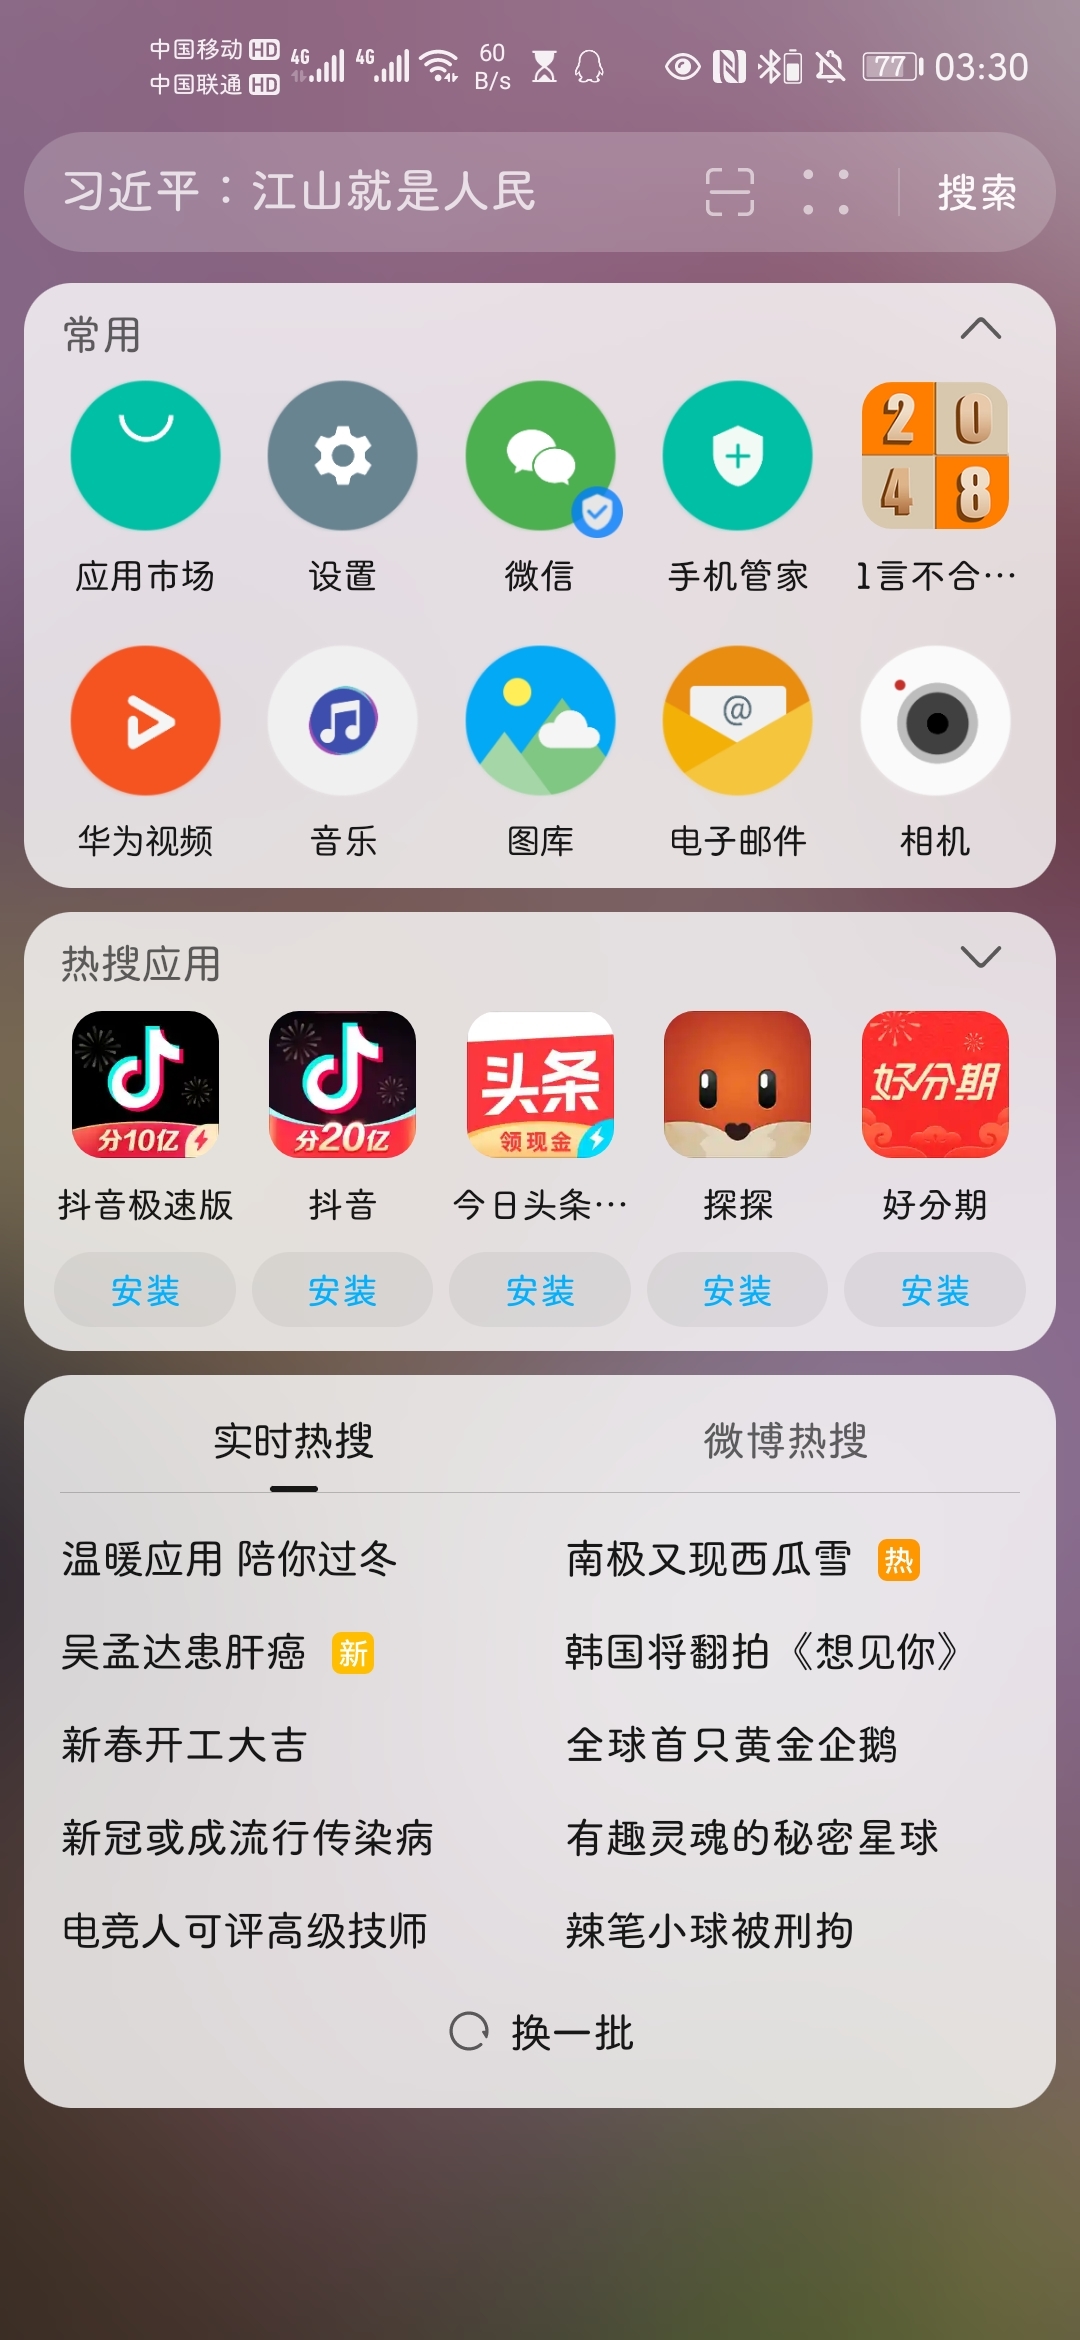 中国移动 HD 4G 4G 60 B/s 77 03:30
中国联通 HD
习近平：江山就是人民 搜索
常用
2 0
4 8
应用市场 设置 微信 手机管家 1言不合…
@
华为视频 音乐 图库 电子邮件 相机
热搜应用
头条 好分期
分10亿 分20亿 领现金
抖音极速版 抖音 今日头条… 探探 好分期
安装 安装 安装 安装 安装
实时热搜 微博热搜
温暖应用 陪你过冬 南极又现西瓜雪 热
吴孟达患肝癌 新 韩国将翻拍《想见你》
新春开工大吉 全球首只黄金企鹅
新冠或成流行传染病 有趣灵魂的秘密星球
电竞人可评高级技师 辣笔小球被刑拘
换一批